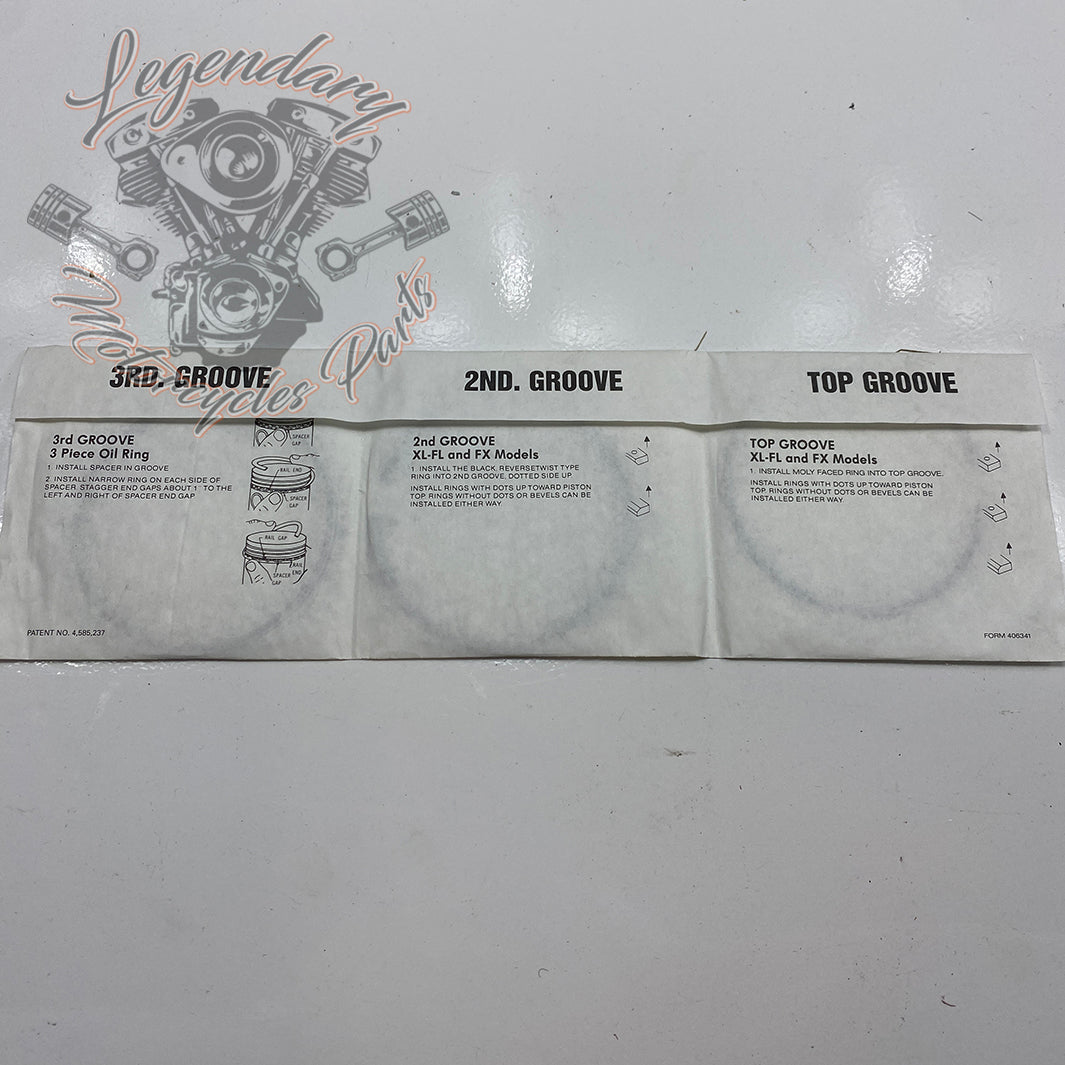 Legendary
Motorcycles Parts
3RD. GROOVE
3rd GROOVE
3 Piece Oil Ring
1. INSTALL SPACER IN GROOVE
2. INSTALL NARROW RING ON EACH SIDE OF
SPACER. STAGGER END GAPS ABOUT 1" TO THE
LEFT AND RIGHT OF SPACER END GAP
SPACER
GAP
RAIL END
SPACER
GAP
RAIL GAP
RAIL
END
SPACER
GAP
PATENT NO. 4,585,237
2ND. GROOVE
2nd GROOVE
XL-FL and FX Models
1. INSTALL THE BLACK, REVERSETWIST TYPE
RING INTO 2ND GROOVE, DOTTED SIDE UP
INSTALL RINGS WITH DOTS UP TOWARD PISTON
TOP. RINGS WITHOUT DOTS OR BEVELS CAN BE
INSTALLED EITHER WAY.
TOP GROOVE
TOP GROOVE
XL-FL and FX Models
1. INSTALL MOLY FACED RING INTO TOP GROOVE.
INSTALL RINGS WITH DOTS UP TOWARD PISTON
TOP. RINGS WITHOUT DOTS OR BEVELS CAN BE
INSTALLED EITHER WAY.
FORM 406341